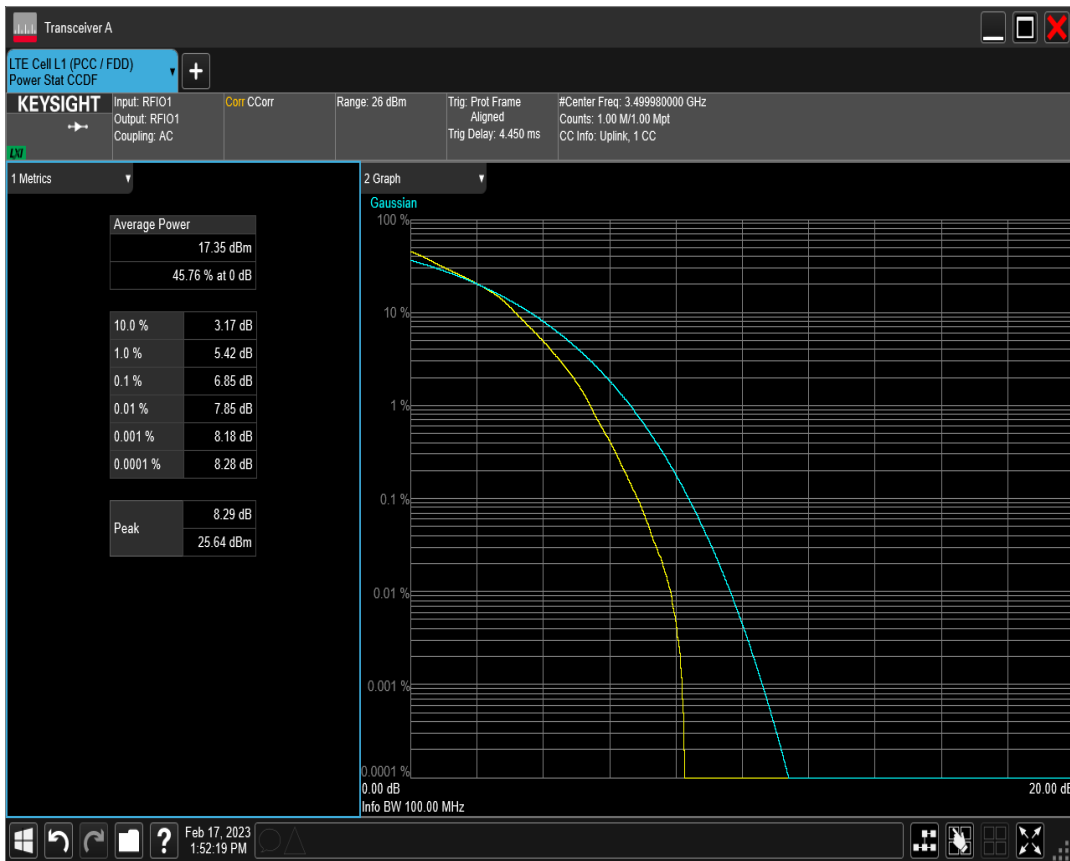 Transceiver A
LTE Cell L1 (PCC / FDD)
Power Stat CCDF
KEYSIGHT
LXI
Input: RFIO1
Output: RFIO1
Coupling: AC
Corr CCorr
Range: 26 dBm
Trig: Prot Frame
Aligned
Trig Delay: 4.450 ms
#Center Freq: 3.499980000 GHz
Counts: 1.00 M/1.00 Mpt
CC Info: Uplink, 1 CC
1 Metrics
Average Power
17.35 dBm
45.76 % at 0 dB
10.0 % 3.17 dB
1.0 % 5.42 dB
0.1 % 6.85 dB
0.01 % 7.85 dB
0.001 % 8.18 dB
0.0001 % 8.28 dB
Peak
8.29 dB
25.64 dBm
2 Graph
Gaussian
100 %
10 %
1 %
0.1 %
0.01 %
0.001 %
0.0001 %
0.00 dB
20.00 dB
Info BW 100.00 MHz
?
Feb 17, 2023
1:52:19 PM